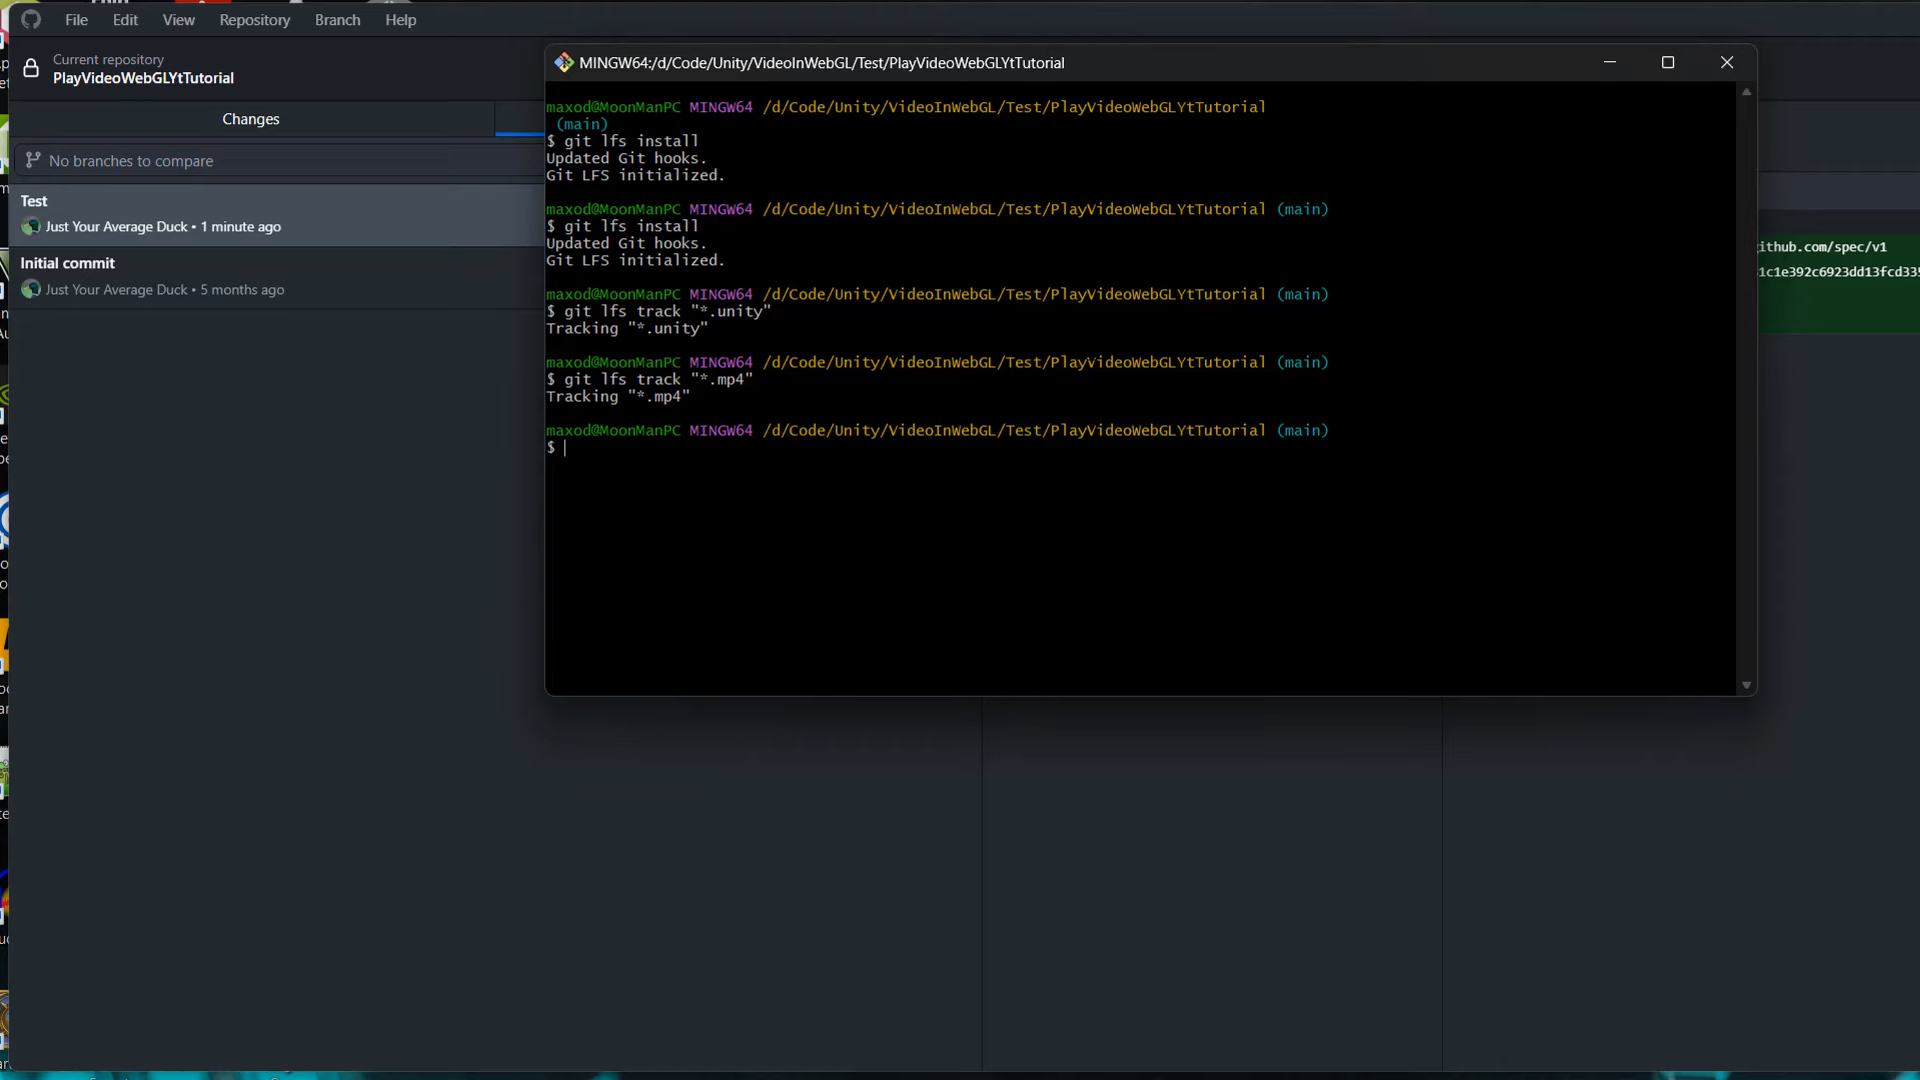 File Edit View Repository Branch Help
Current repository
PlayVideoWebGLYtTutorial
Changes
No branches to compare
Test
Just Your Average Duck • 1 minute ago
Initial commit
Just Your Average Duck • 5 months ago
MINGW64:/d/Code/Unity/VideoInWebGL/Test/PlayVideoWebGLYtTutorial
maxod@MoonManPC MINGW64 /d/Code/Unity/VideoInWebGL/Test/PlayVideoWebGLYtTutorial
(main)
$ git lfs install
Updated Git hooks.
Git LFS initialized.
maxod@MoonManPC MINGW64 /d/Code/Unity/VideoInWebGL/Test/PlayVideoWebGLYtTutorial (main)
$ git lfs install
Updated Git hooks.
Git LFS initialized.
maxod@MoonManPC MINGW64 /d/Code/Unity/VideoInWebGL/Test/PlayVideoWebGLYtTutorial (main)
$ git lfs track "*.unity"
Tracking "*.unity"
maxod@MoonManPC MINGW64 /d/Code/Unity/VideoInWebGL/Test/PlayVideoWebGLYtTutorial (main)
$ git lfs track "*.mp4"
Tracking "*.mp4"
maxod@MoonManPC MINGW64 /d/Code/Unity/VideoInWebGL/Test/PlayVideoWebGLYtTutorial (main)
$
ithub.com/spec/v1
1c1e392c6923dd13fcd335